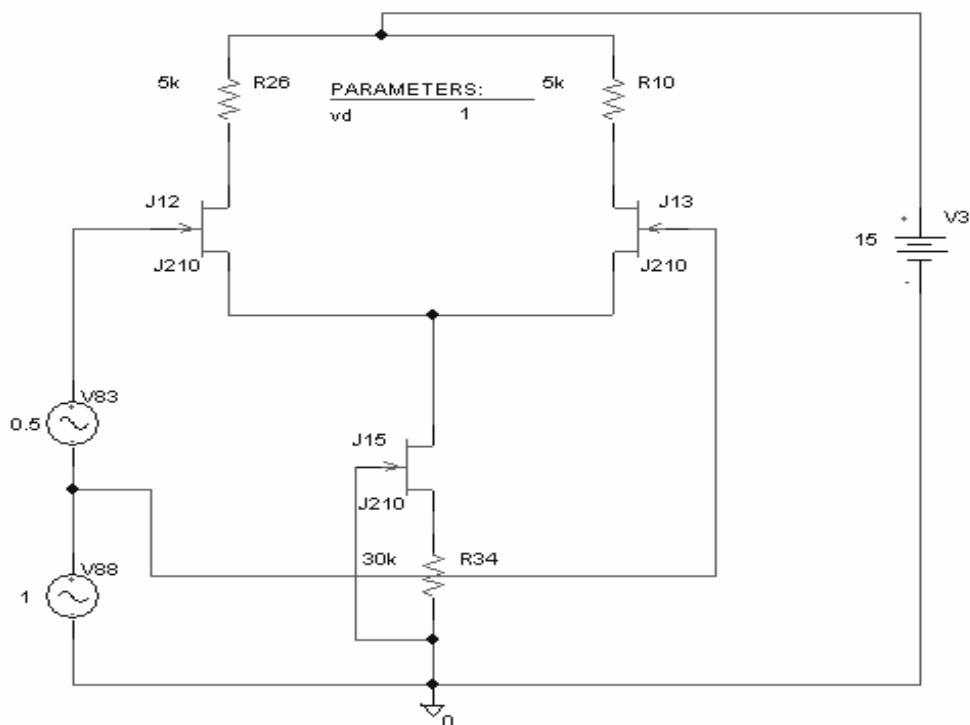 5k R26
PARAMETERS:
vd 1
5k R10
J12
J210
J13
J210
V3
15
+
-
V83
0.5
J15
J210
30k R34
V88
1
0